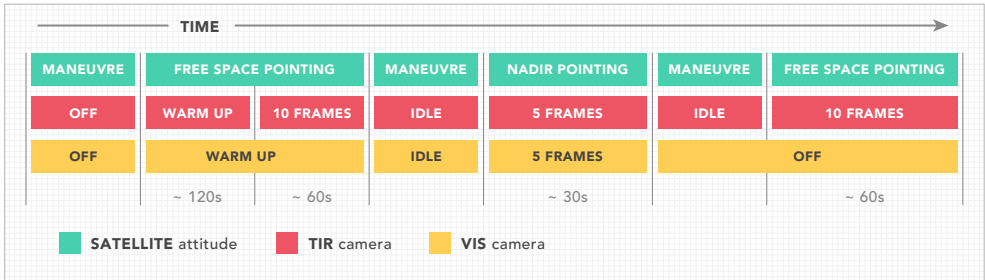 TIME
MANEUVRE FREE SPACE POINTING MANEUVRE NADIR POINTING MANEUVRE FREE SPACE POINTING
OFF WARM UP 10 FRAMES IDLE 5 FRAMES IDLE 10 FRAMES
OFF WARM UP IDLE 5 FRAMES OFF
~ 120s ~ 60s ~ 30s ~ 60s
SATELLITE attitude TIR camera VIS camera